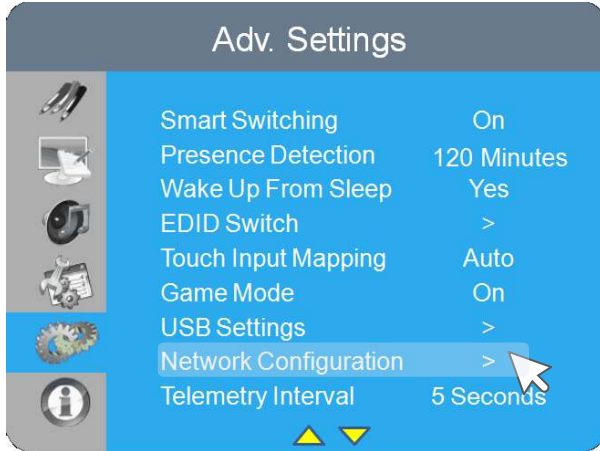 Adv. Settings
Smart Switching On
Presence Detection 120 Minutes
Wake Up From Sleep Yes
EDID Switch >
Touch Input Mapping Auto
Game Mode On
USB Settings >
Network Configuration >
Telemetry Interval 5 Seconds